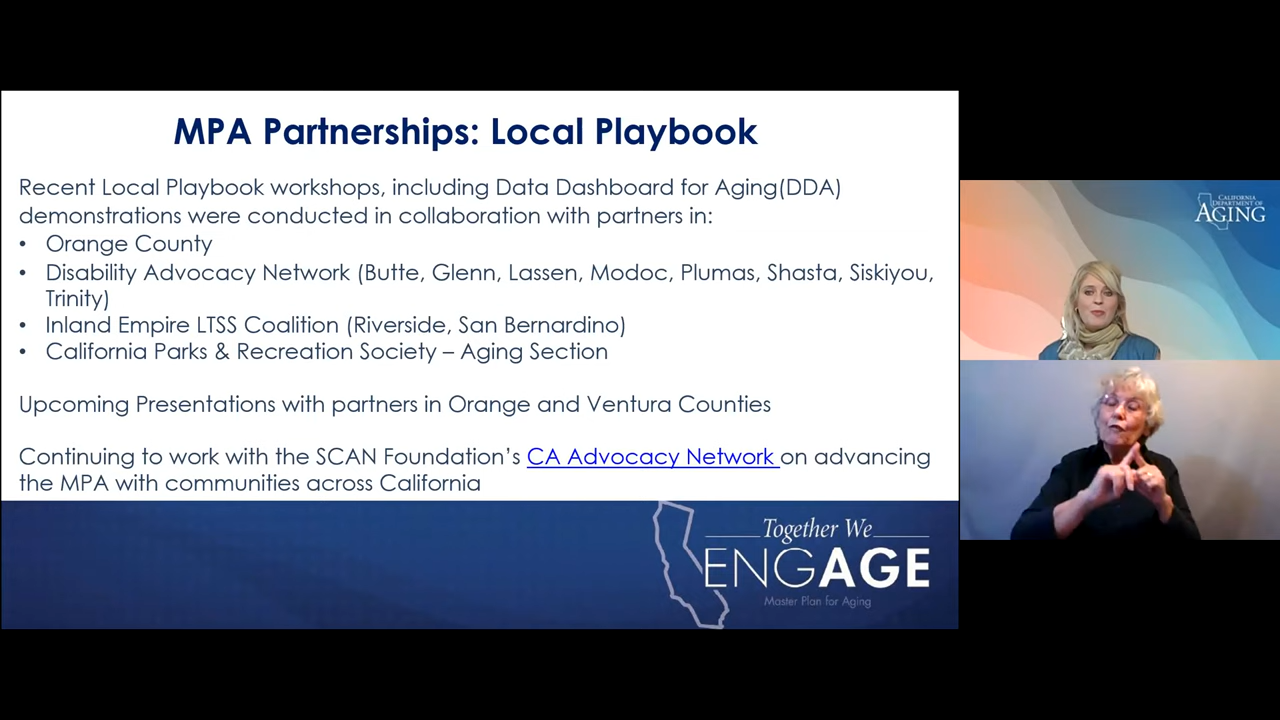 MPA Partnerships: Local Playbook
Recent Local Playbook workshops, including Data Dashboard for Aging(DDA)
demonstrations were conducted in collaboration with partners in:
• Orange County
• Disability Advocacy Network (Butte, Glenn, Lassen, Modoc, Plumas, Shasta, Siskiyou,
Trinity)
• Inland Empire LTSS Coalition (Riverside, San Bernardino)
• California Parks & Recreation Society – Aging Section
Upcoming Presentations with partners in Orange and Ventura Counties
Continuing to work with the SCAN Foundation’s CA Advocacy Network on advancing
the MPA with communities across California
Together We
ENGAGE
Master Plan for Aging
CALIFORNIA
DEPARTMENT OF
AGING